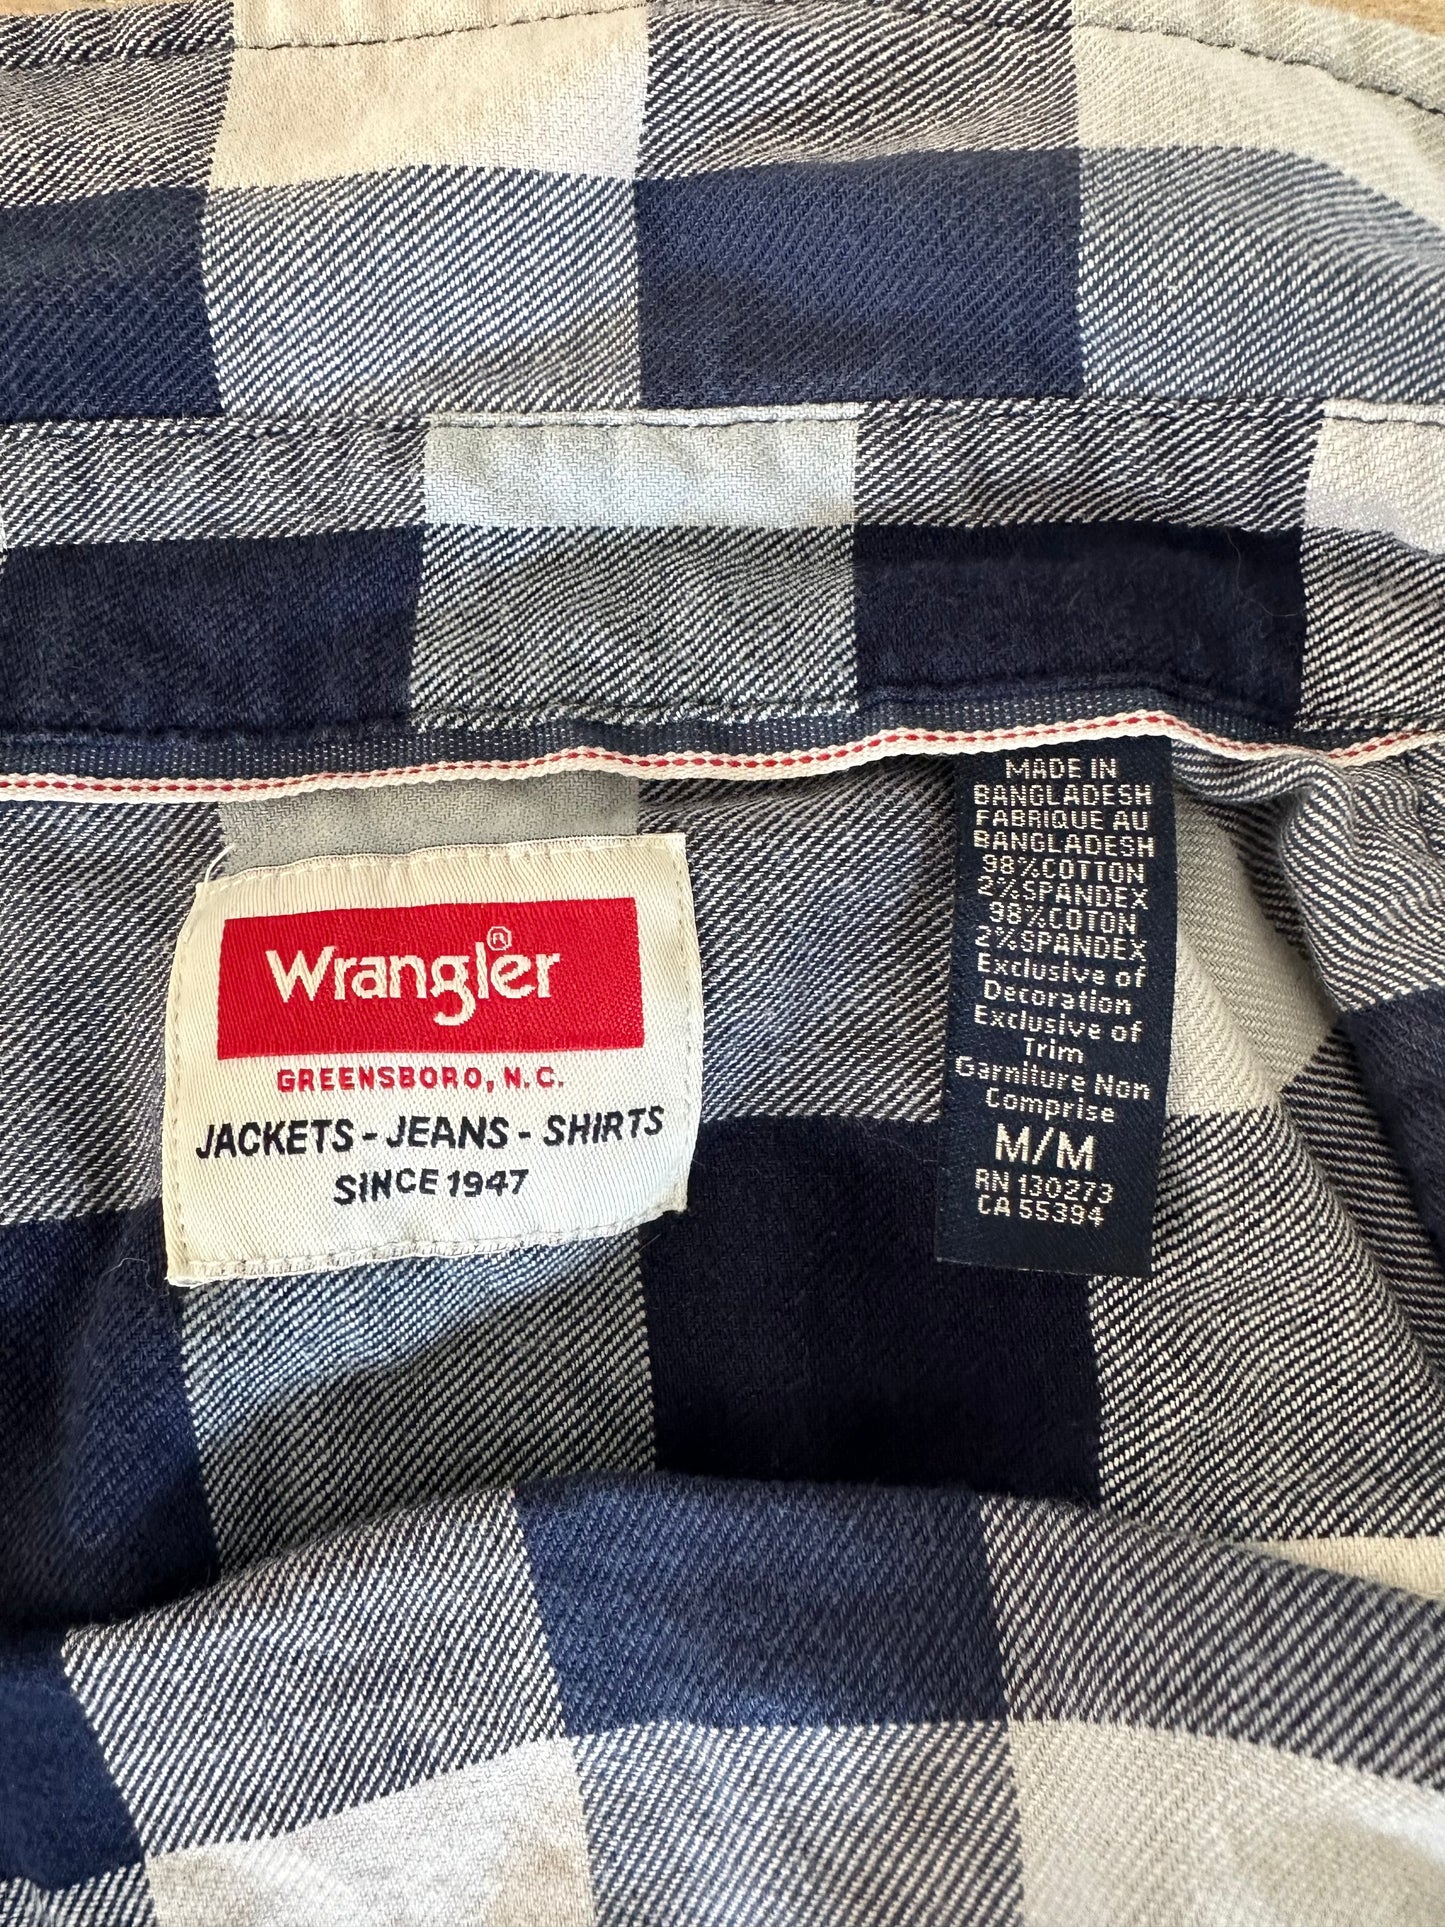 Wrangler®
GREENSBORO, N.C.
JACKETS - JEANS - SHIRTS
SINCE 1947
MADE IN
BANGLADESH
FABRIQUE AU
BANGLADESH
98%COTTON
2%SPANDEX
98%COTON
2%SPANDEX
Exclusive of
Decoration
Exclusive of
Trim
Garniture Non
Comprise
M/M
RN 130273
CA 55394